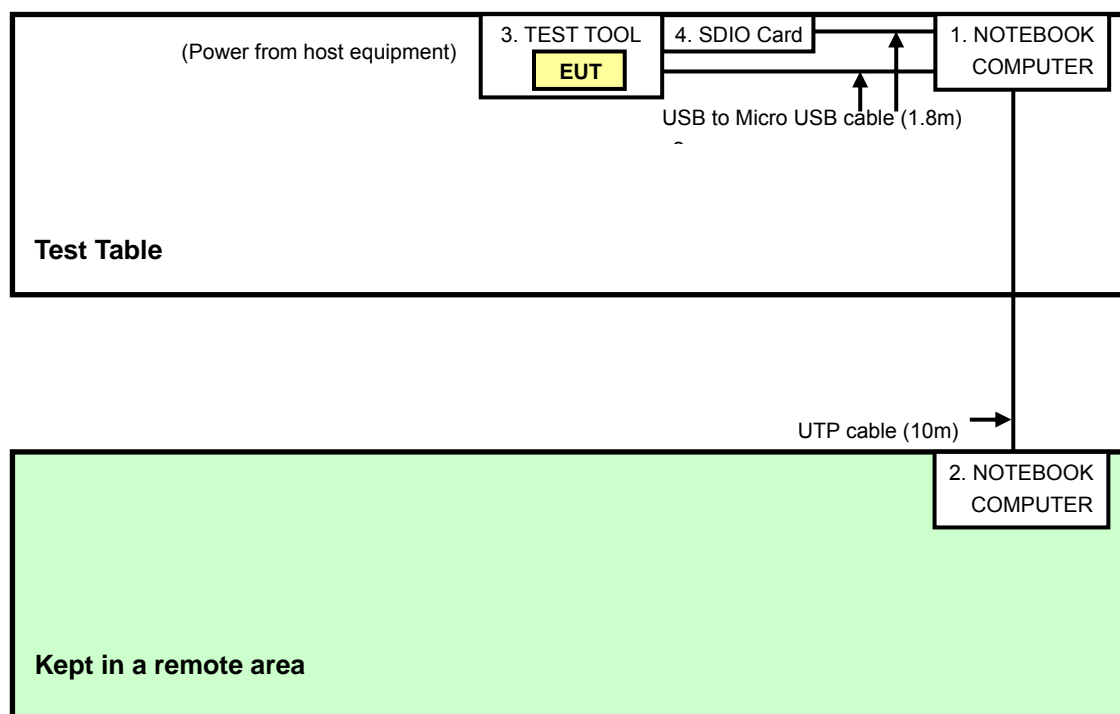 (Power from host equipment)
3. TEST TOOL
EUT
4. SDIO Card
1. NOTEBOOK
COMPUTER
USB to Micro USB cable (1.8m)
Test Table
UTP cable (10m)
2. NOTEBOOK
COMPUTER
Kept in a remote area